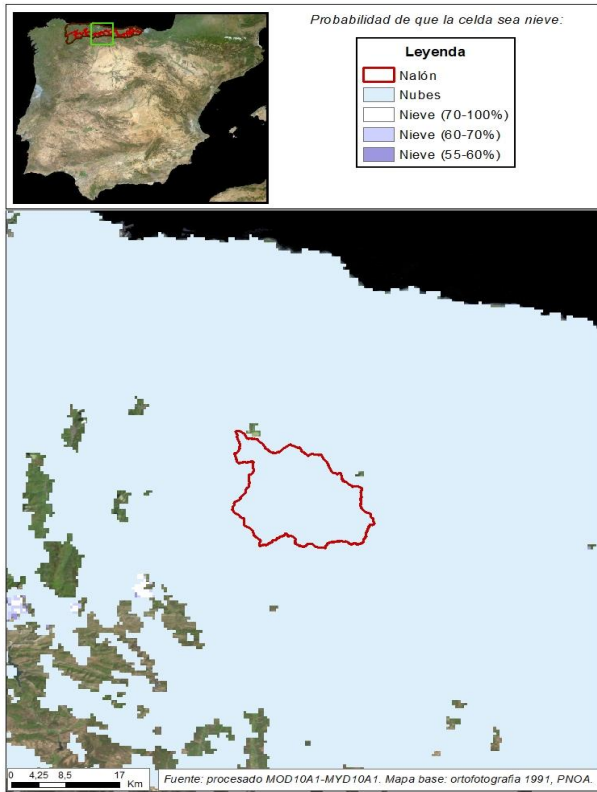 Probabilidad de que la celda sea nieve:
Leyenda
Nalón
Nubes
Nieve (70-100%)
Nieve (60-70%)
Nieve (55-60%)
0 4,25 8,5 17
Km
Fuente: procesado MOD10A1-MYD10A1. Mapa base: ortofotografia 1991, PNOA.